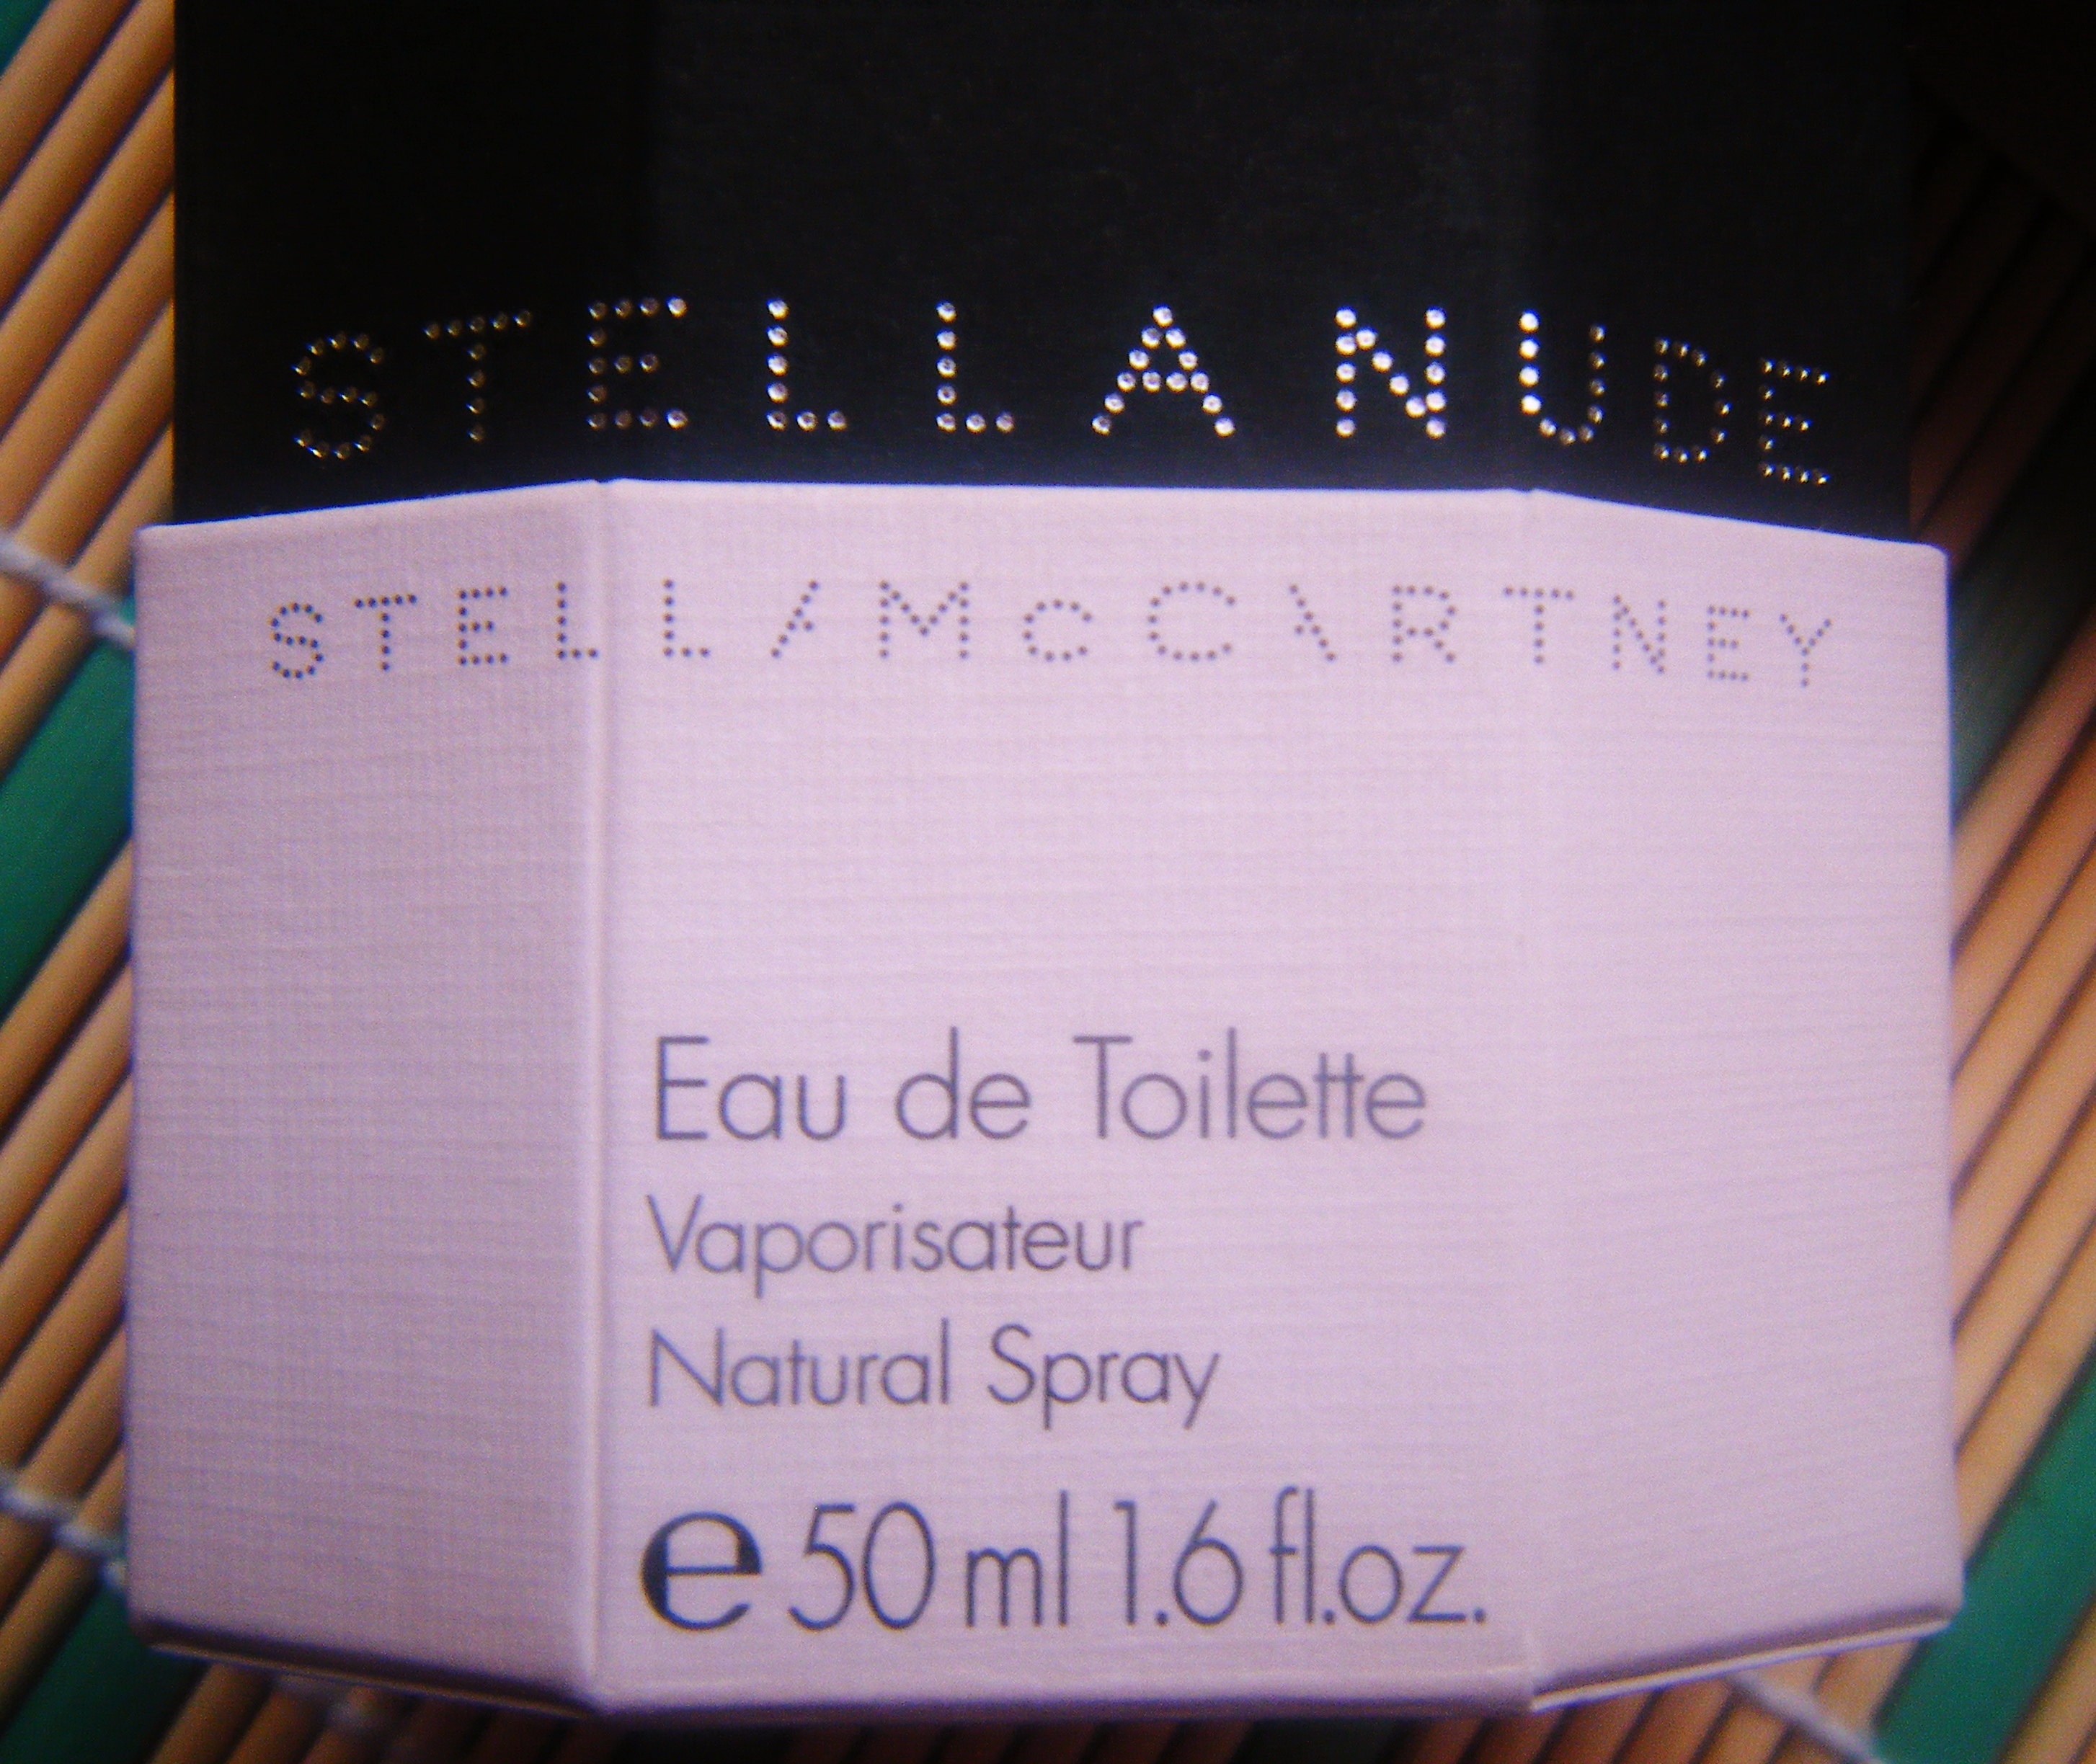 STELLA NUDE
STELLA McCARTNEY
Eau de Toilette
Vaporisateur
Natural Spray
e 50 ml 1.6 fl.oz.